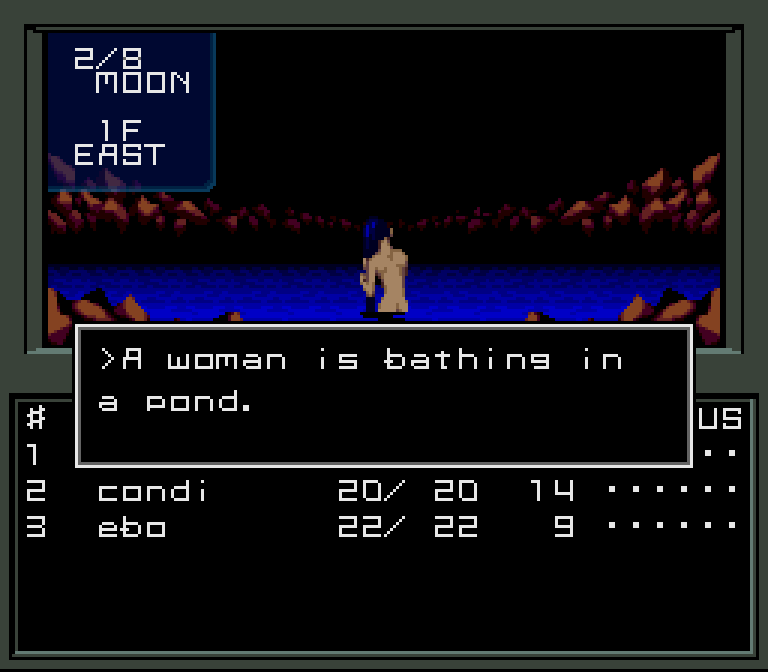 2/8
MOON
1F
EAST
>A woman is bathing in
a pond.
# US
1 ··
2 condi 20/ 20 14 ······
3 ebo 22/ 22 9 ······